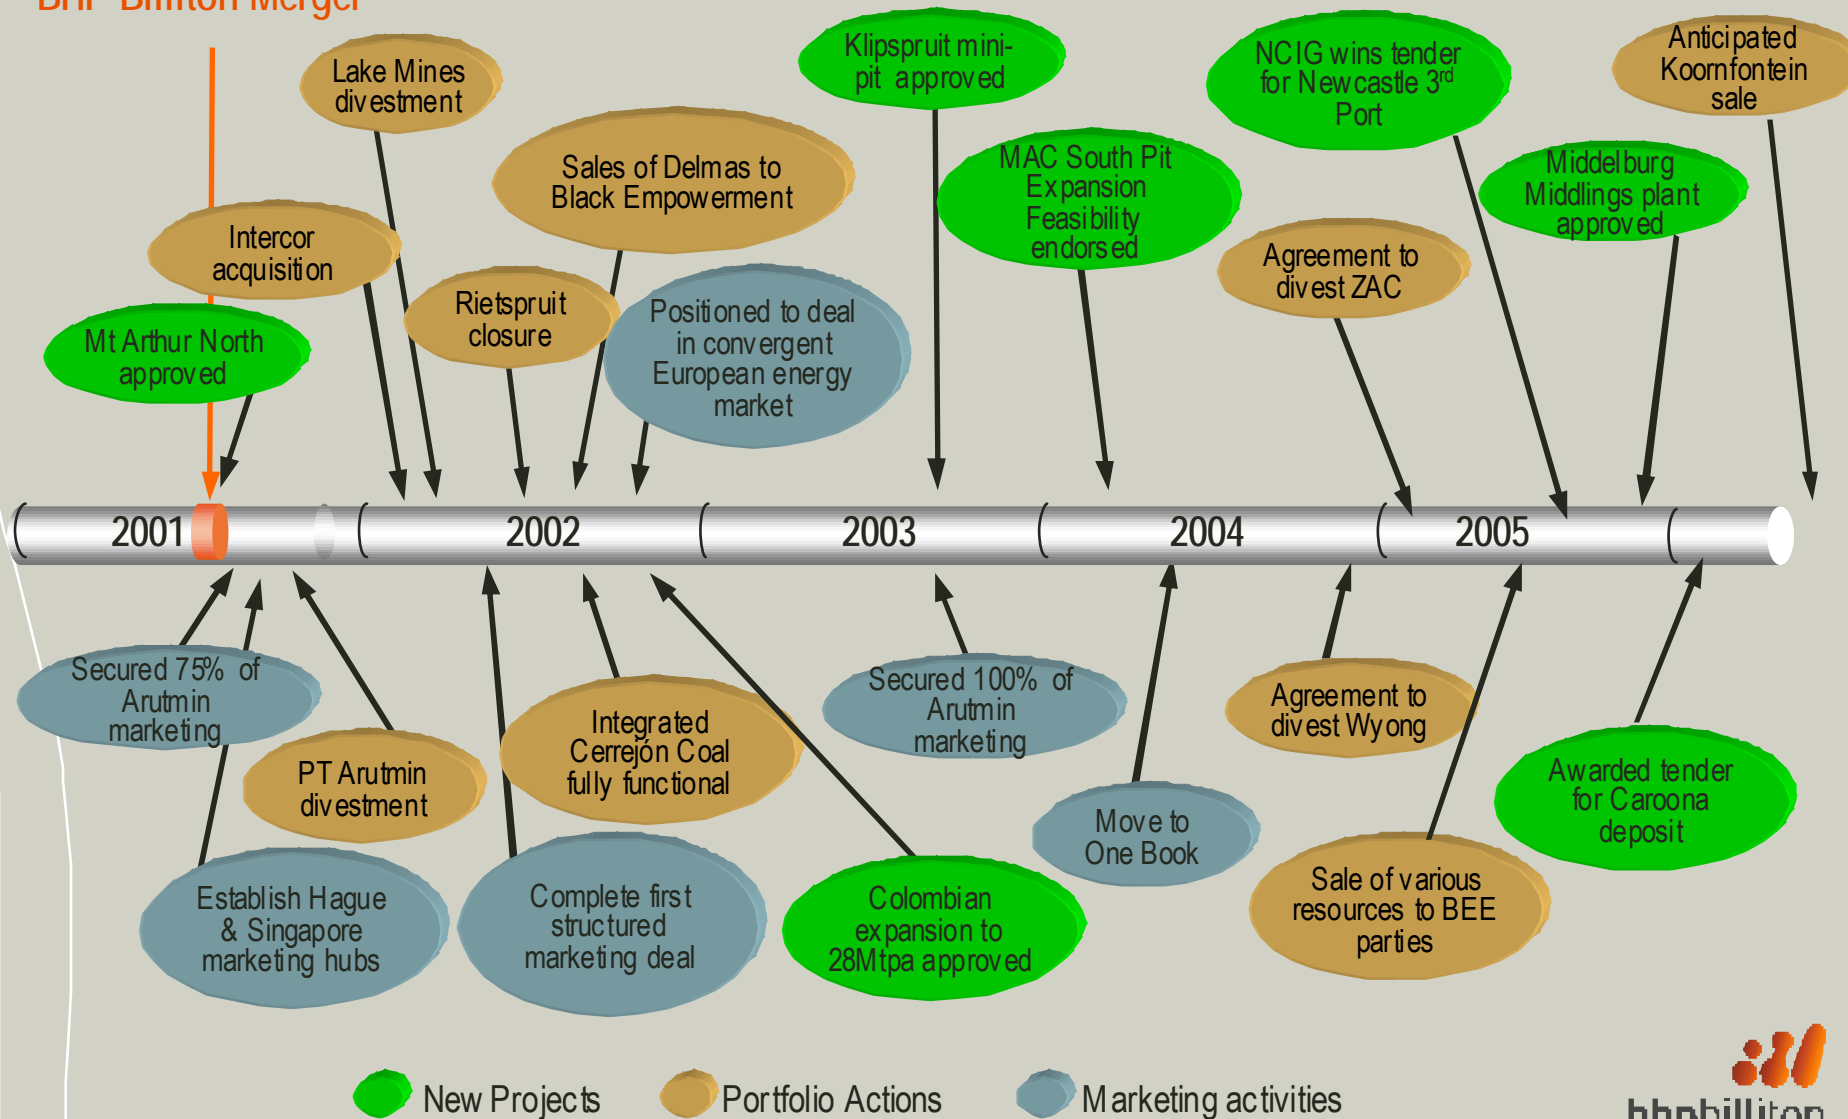 BHP Billiton Merger
Lake Mines
divestment
Klipspruit mini-
pit approved
NCIG wins tender
for Newcastle 3rd
Port
Anticipated
Koornfontein
sale
Sales of Delmas to
Black Empowerment
MAC South Pit
Expansion
Feasibility
endorsed
Middelburg
Middlings plant
approved
Intercor
acquisition
Agreement to
divest ZAC
Rietspruit
closure
Positioned to deal
in convergent
European energy
market
Mt Arthur North
approved
2001
2002
2003
2004
2005
Secured 75% of
Arutmin
marketing
Secured 100% of
Arutmin
marketing
Agreement to
divest Wyong
Integrated
Cerrejón Coal
fully functional
PT Arutmin
divestment
Awarded tender
for Caroona
deposit
Move to
One Book
Establish Hague
& Singapore
marketing hubs
Complete first
structured
marketing deal
Colombian
expansion to
28Mtpa approved
Sale of various
resources to BEE
parties
New Projects
Portfolio Actions
Marketing activities
bhpbilliton